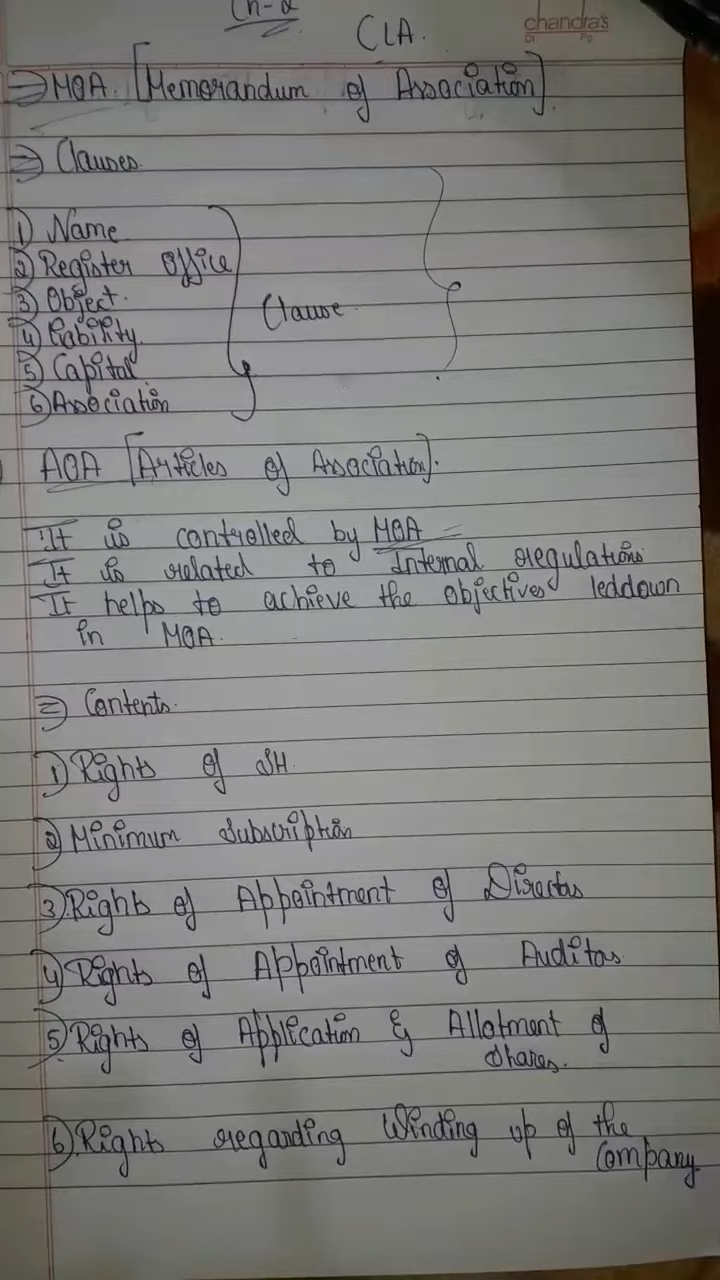 Ch-2
chandra's
CLA.
⇒ MOA. [Memorandum of Association].
⇒ Clauses.
1) Name
2) Register office
3) Object.
4) Liability.
5) Capital.
6) Association
Clause
AOA [Articles of Association].
It is controlled by MOA
It is related to Internal regulations
It helps to achieve the objectives leddown
in MOA.
⇒ Contents.
1) Rights of SH.
2) Minimum Subscription
3) Rights of Appointment of Directors
4) Rights of Appointment of Auditors
5) Rights of Application & Allotment of
Shares.
6) Rights regarding Winding up of the
Company.